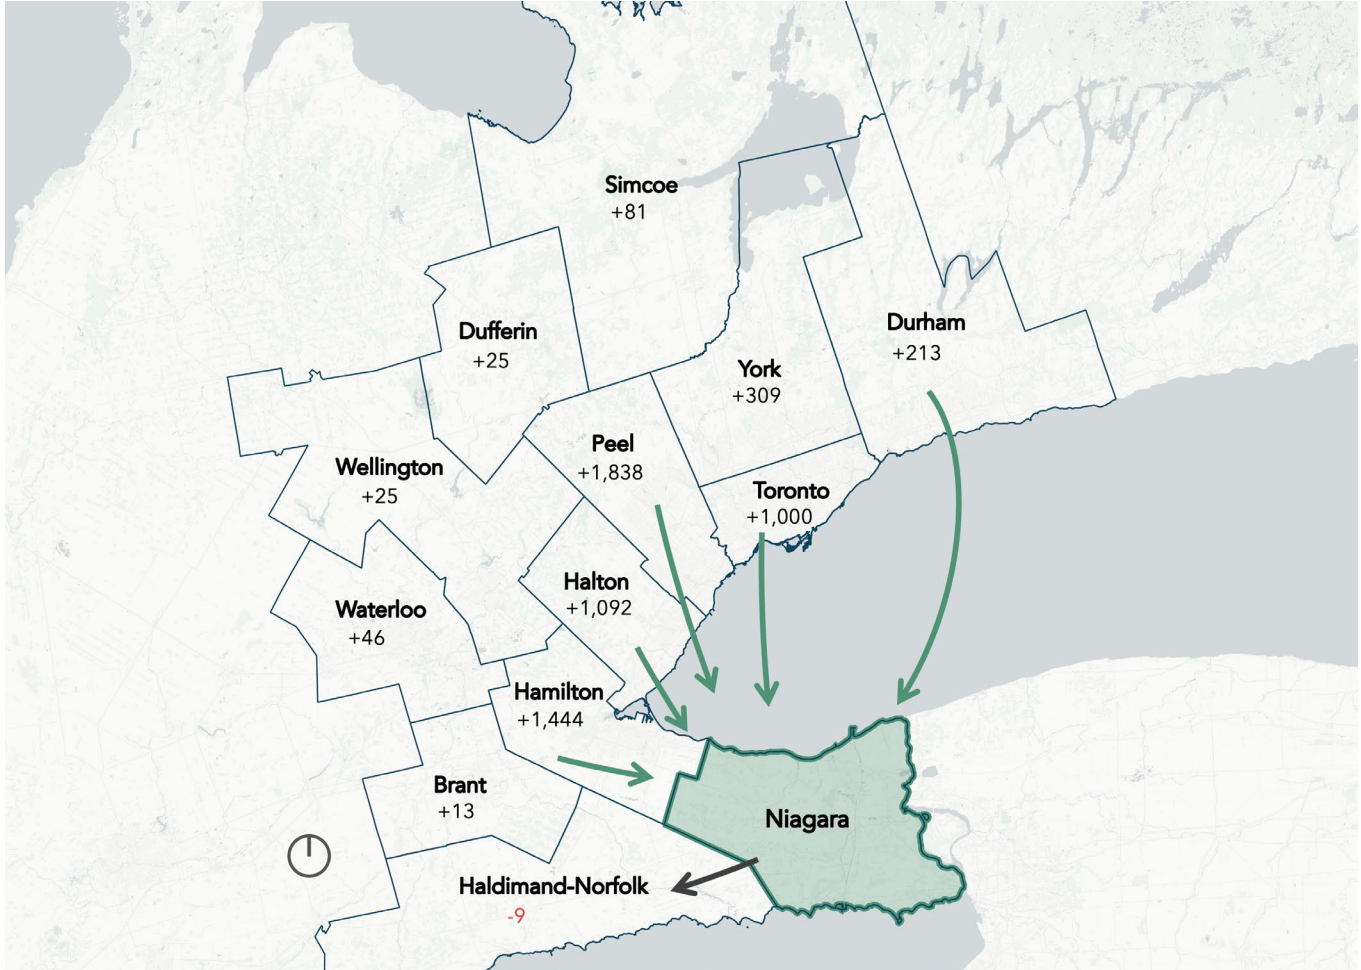 Simcoe
+81
Dufferin
+25
Durham
+213
York
+309
Peel
+1,838
Wellington
+25
Toronto
+1,000
Halton
+1,092
Waterloo
+46
Hamilton
+1,444
Brant
+13
Niagara
Haldimand-Norfolk
-9